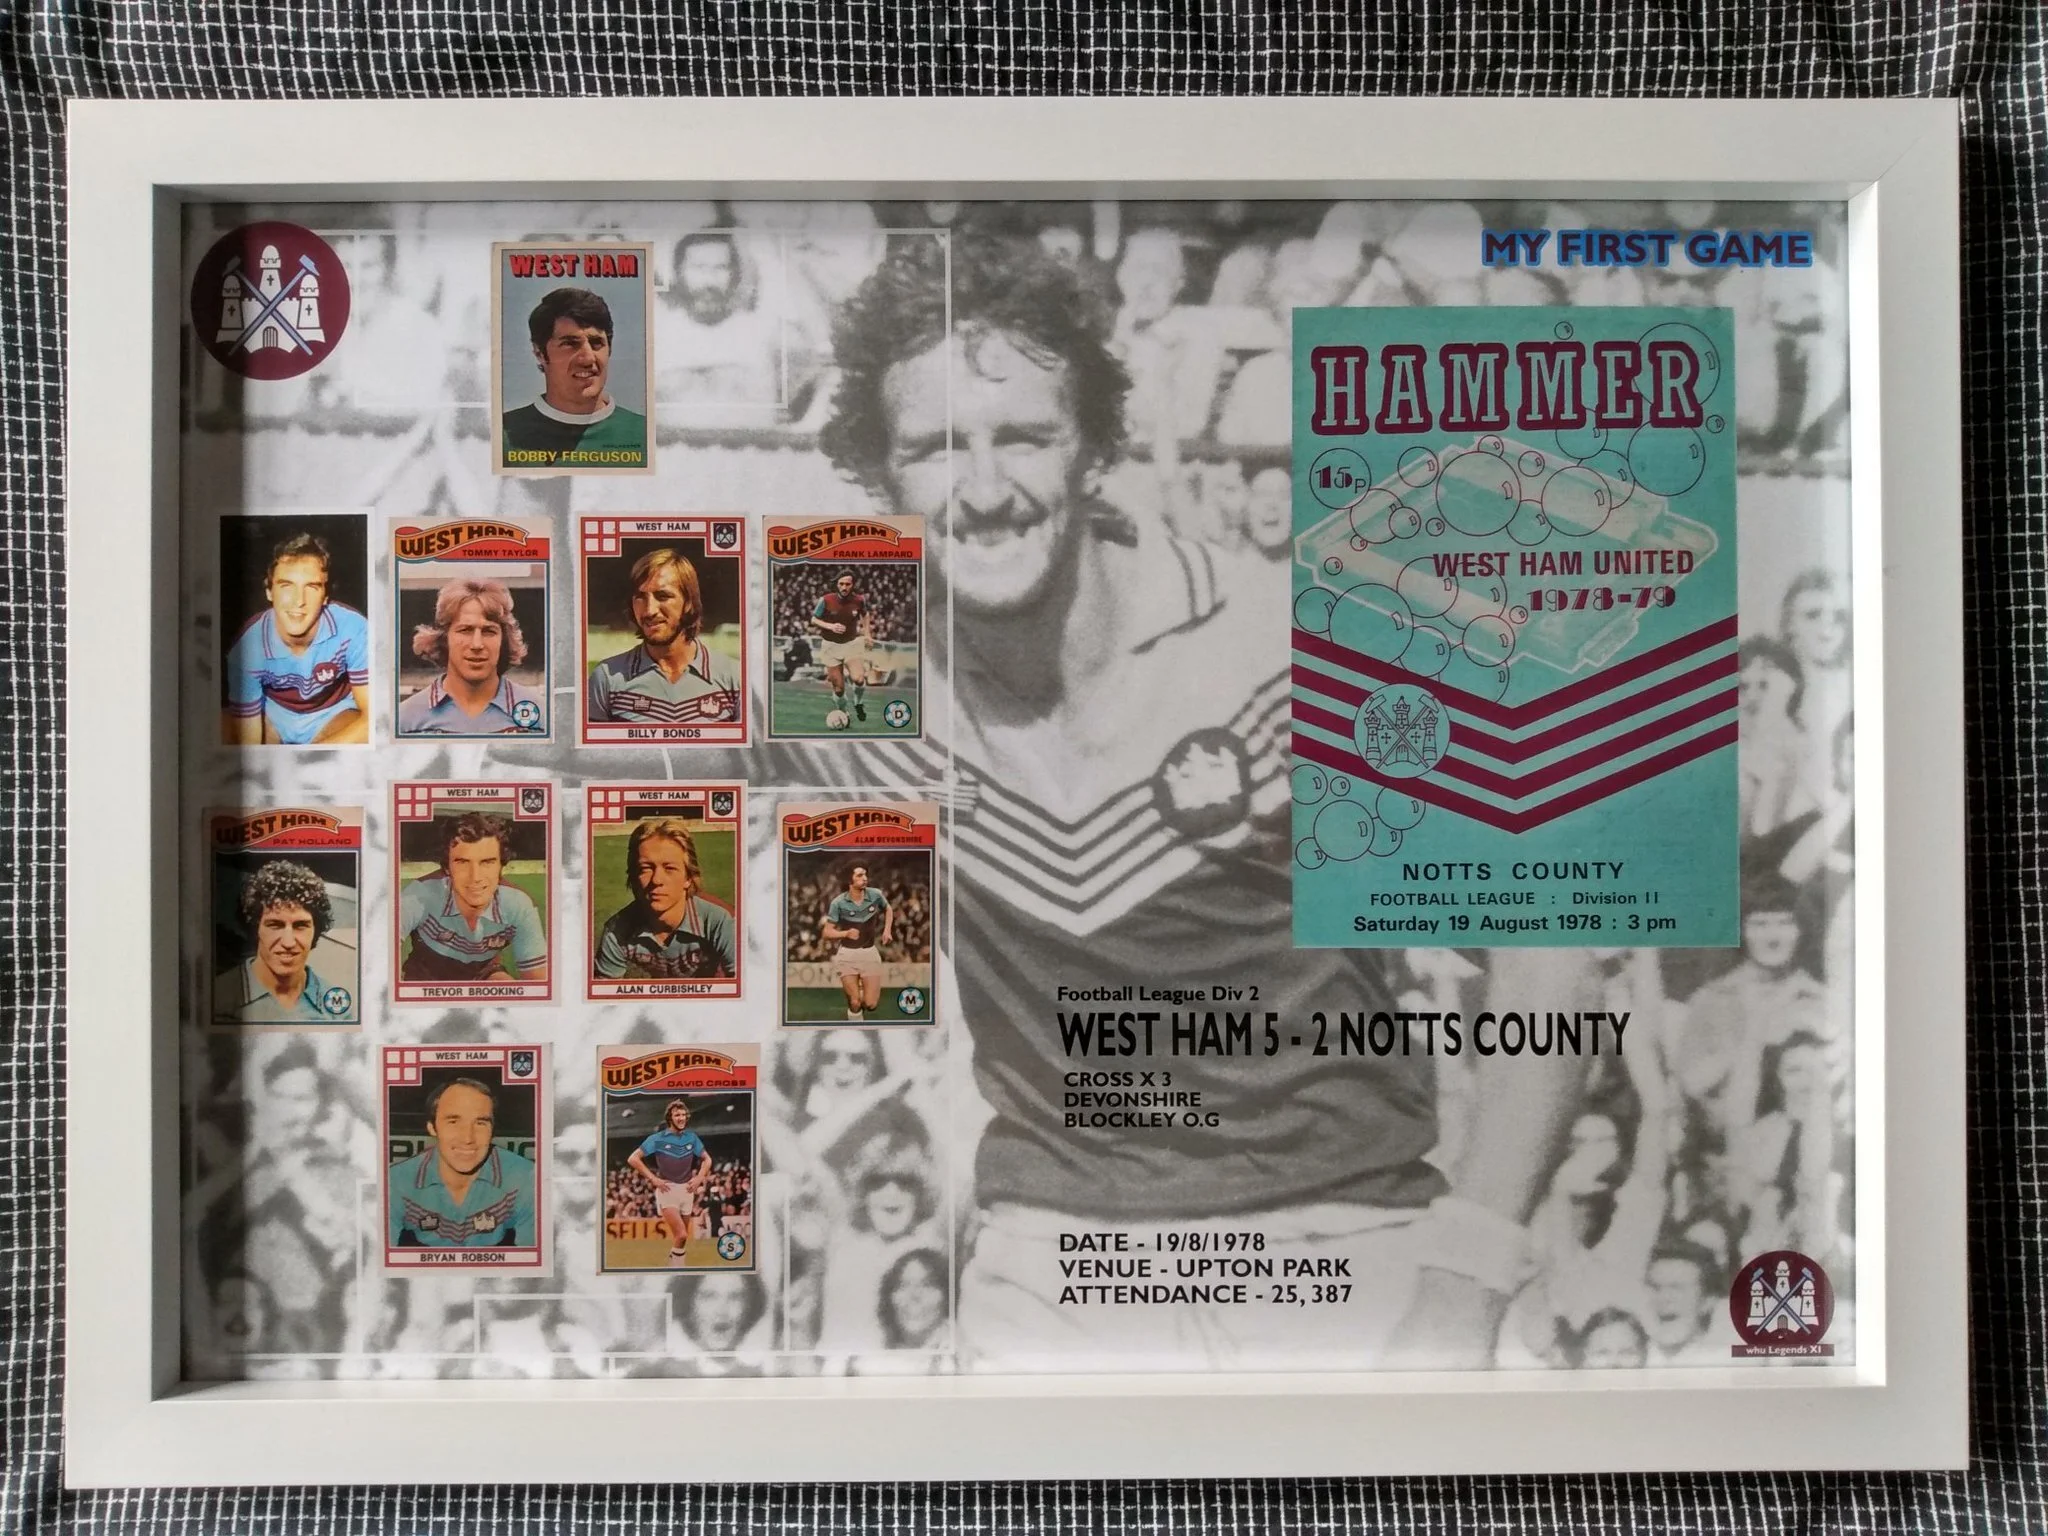 MY FIRST GAME
WEST HAM
BOBBY FERGUSON
WEST HAM
TOMMY TAYLOR
D
WEST HAM
BILLY BONDS
WEST HAM
FRANK LAMPARD
D
WEST HAM
PAT HOLLAND
M
WEST HAM
TREVOR BROOKING
WEST HAM
ALAN CURBISHLEY
WEST HAM
ALAN DEVONSHIRE
M
WEST HAM
BRYAN ROBSON
WEST HAM
DAVID CROSS
SELLS
S
HAMMER
15p
WEST HAM UNITED
1978-79
NOTTS COUNTY
FOOTBALL LEAGUE : Division II
Saturday 19 August 1978 : 3 pm
Football League Div 2
WEST HAM 5 - 2 NOTTS COUNTY
CROSS X 3
DEVONSHIRE
BLOCKLEY O.G
DATE - 19/8/1978
VENUE - UPTON PARK
ATTENDANCE - 25, 387
whu Legends XI